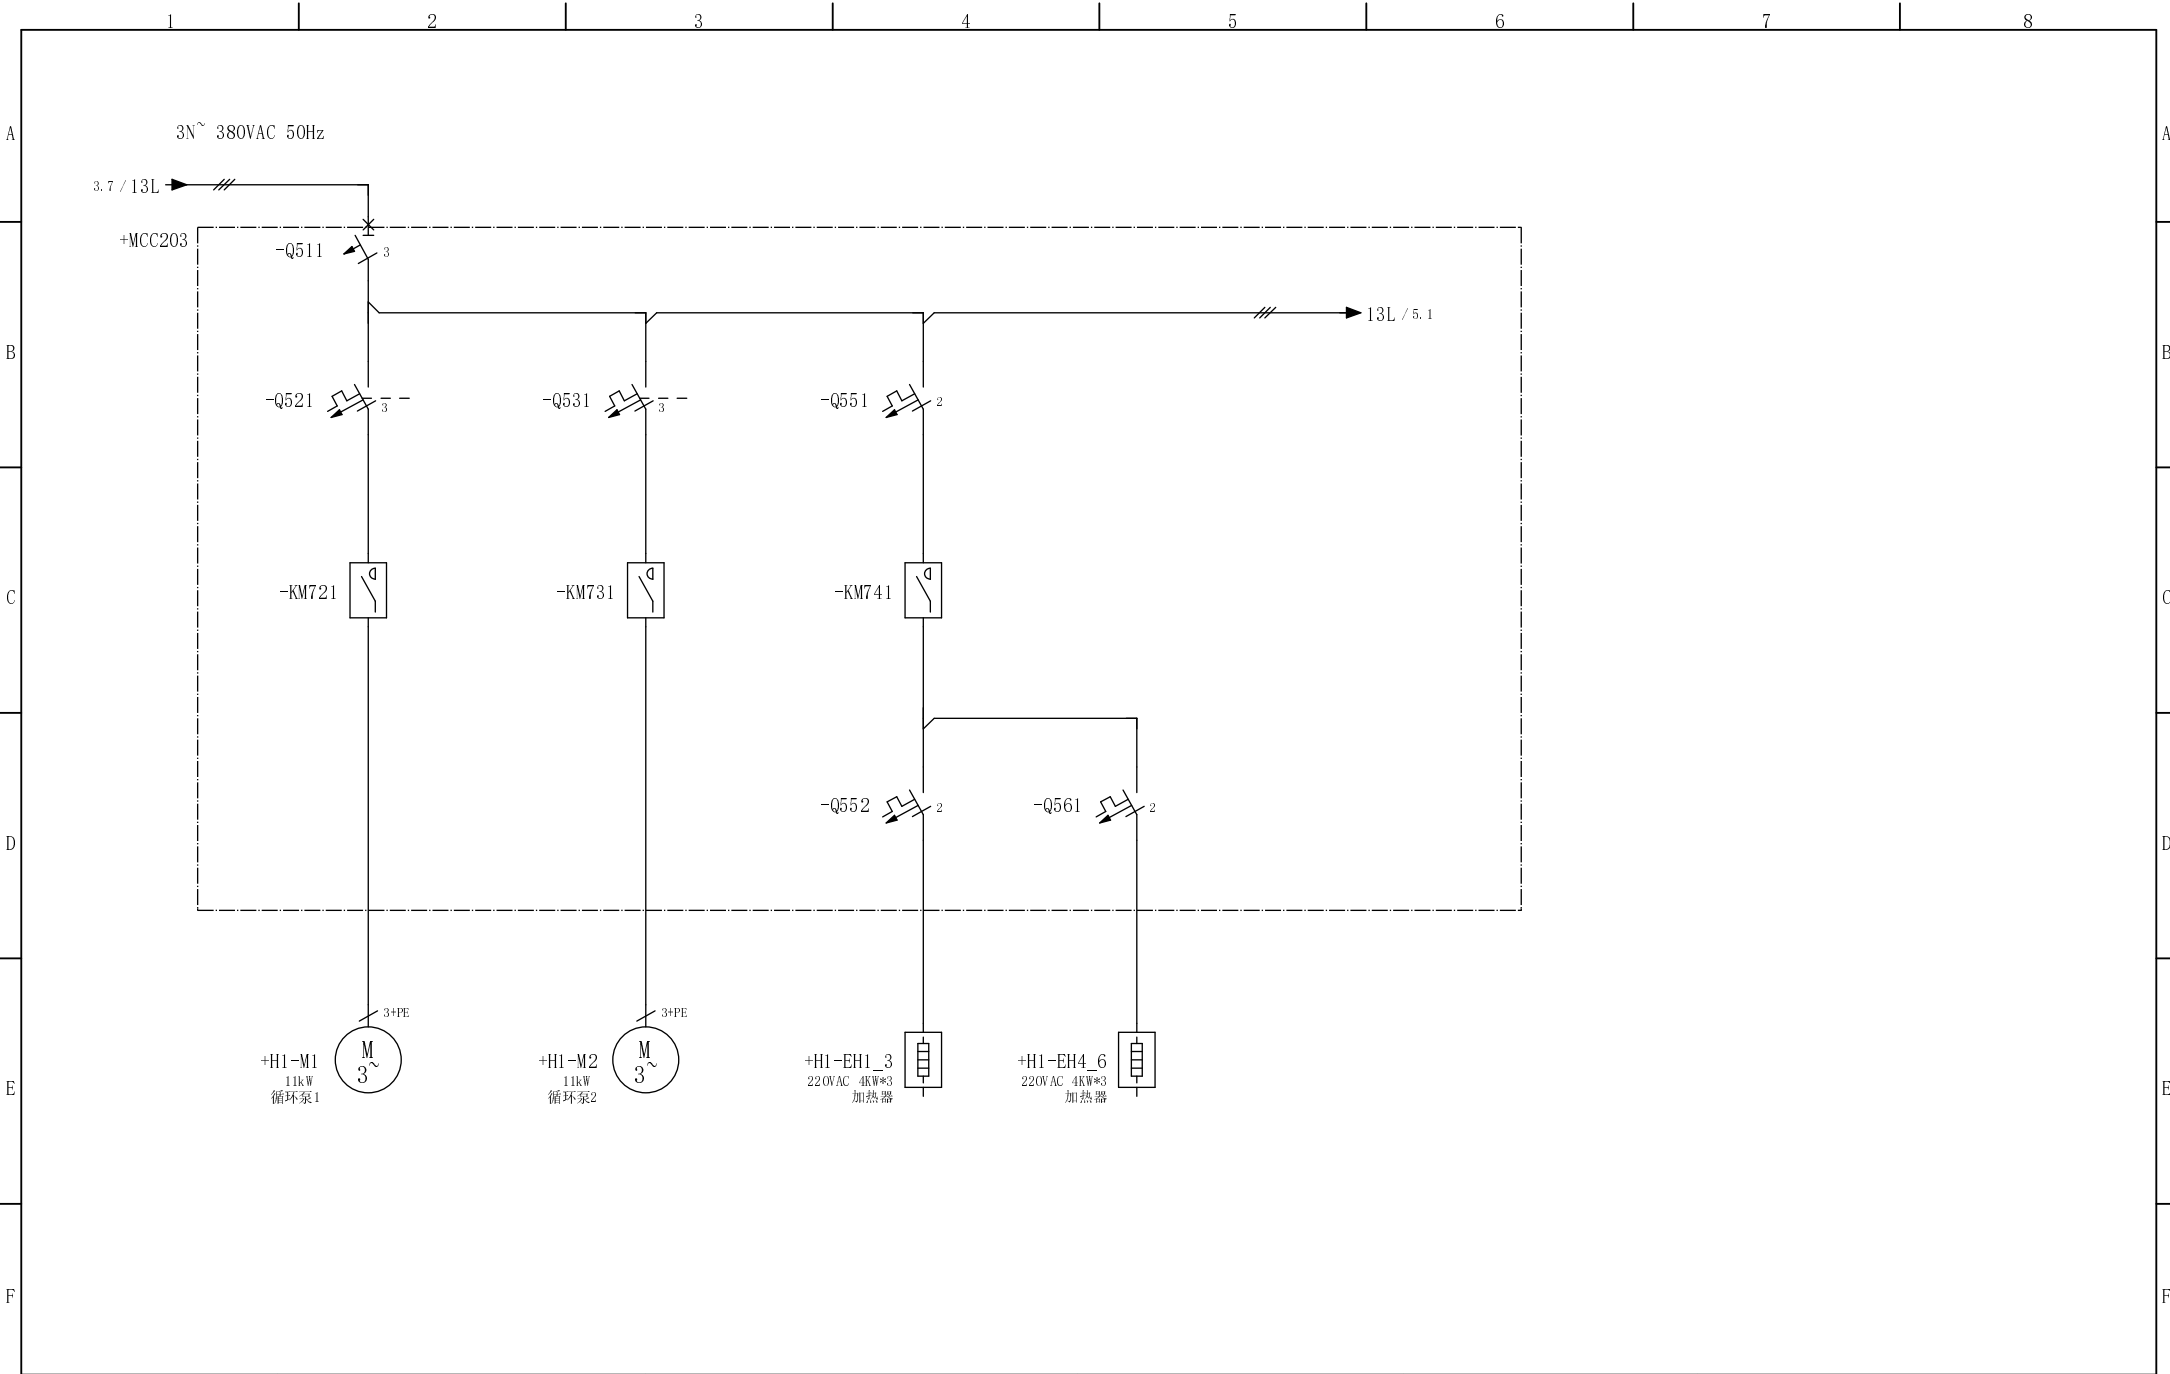 1 2 3 4 5 6 7 8
A A
3N~ 380VAC 50Hz
3.7 / 13L
+MCC203
-Q511 3
13L / 5.1
B B
-Q521 3 -Q531 3 -Q551 2
-KM721 -KM731 -KM741
C C
-Q552 2 -Q561 2
D D
3+PE 3+PE
M M
3~ 3~
+H1-M1 +H1-M2 +H1-EH1_3 +H1-EH4_6
11kW 11kW 220VAC 4KW*3 220VAC 4KW*3
循环泵1 循环泵2 加热器 加热器
E E
F F